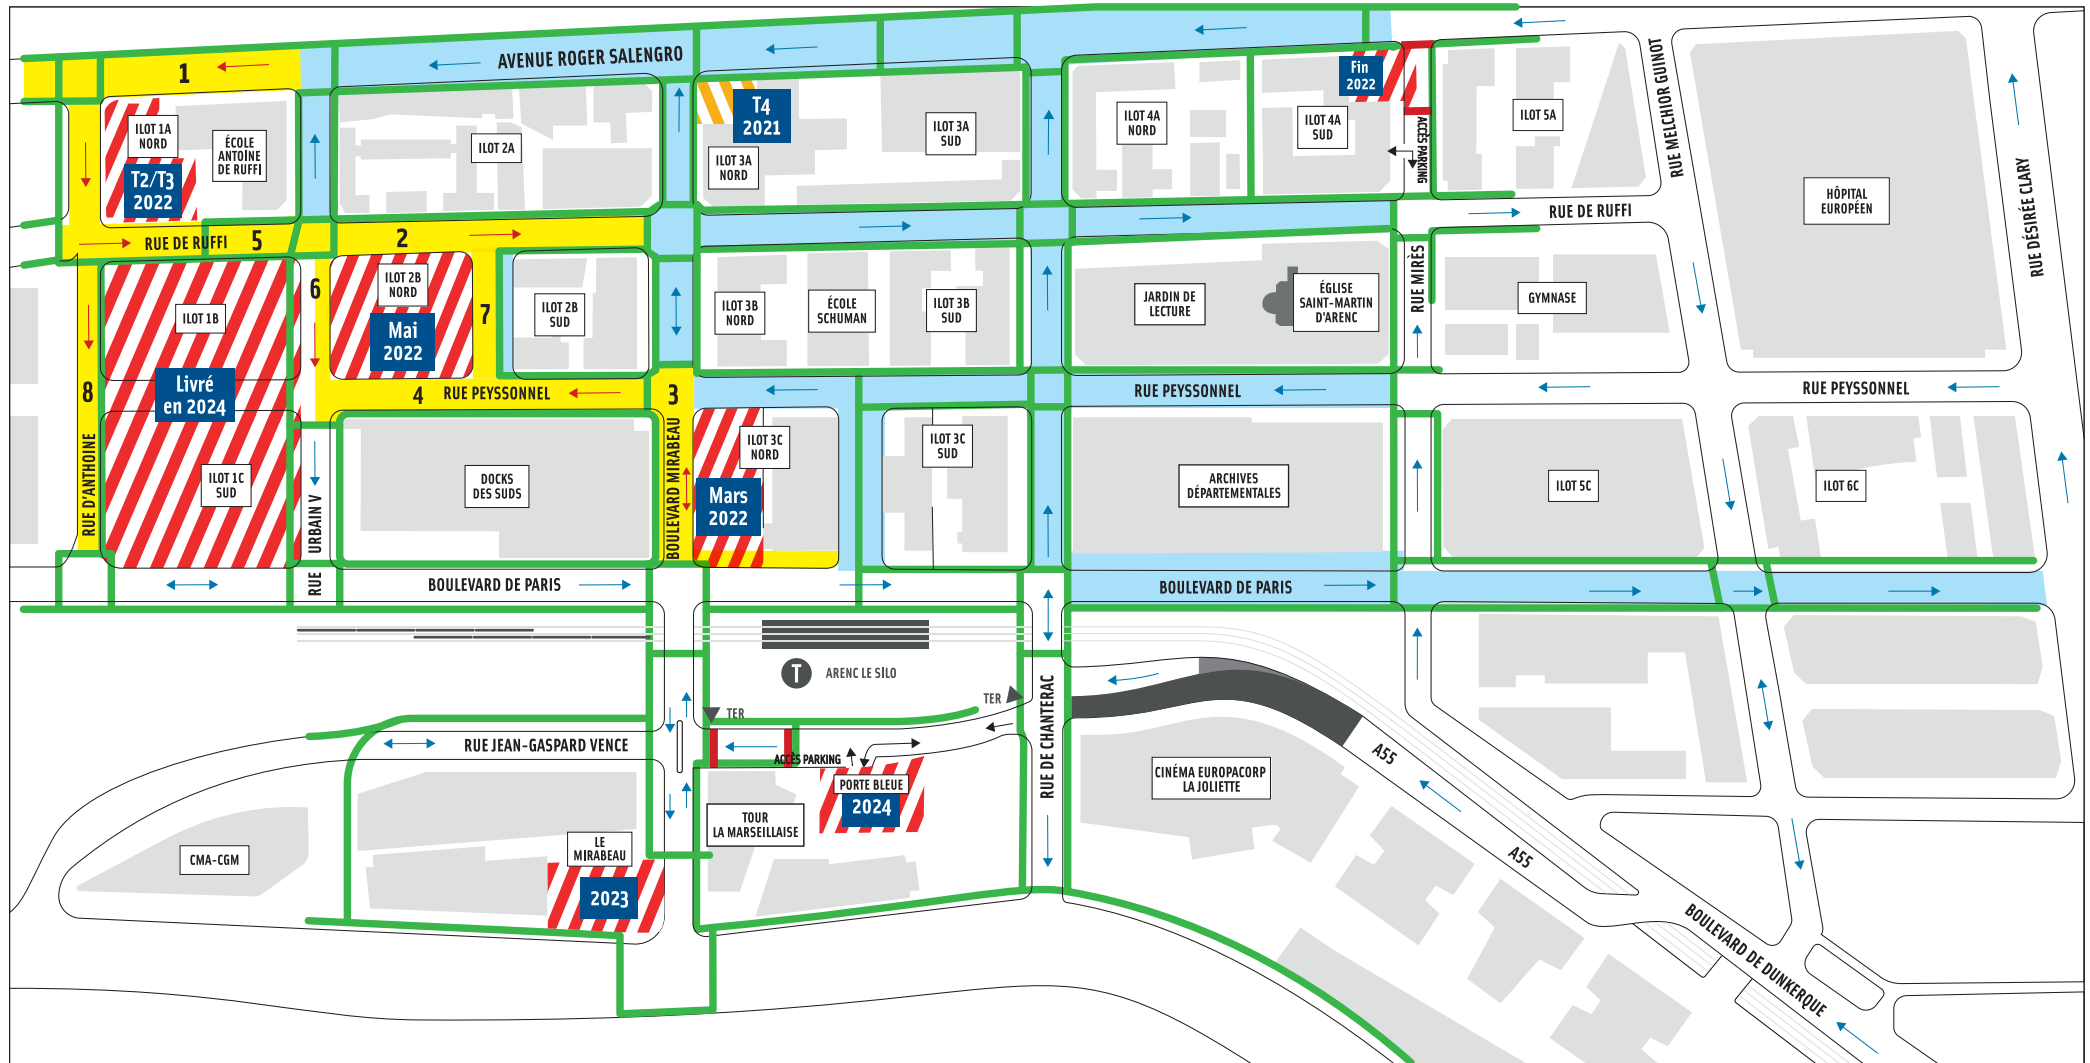 AVENUE ROGER SALENGRO
1
ILOT 1A
NORD
ÉCOLE
ANTOINE
DE RUFFI
T2/T3
2022
ILOT 2A
T4
2021
ILOT 3A
NORD
ILOT 3A
SUD
ILOT 4A
NORD
Fin
2022
ILOT 4A
SUD
ACCÈS PARKING
ILOT 5A
RUE MELCHIOR GUINOT
HÔPITAL
EUROPÉEN
RUE DÉSIRÉE CLARY
RUE DE RUFFI
5
2
RUE DE RUFFI
ILOT 1B
6
ILOT 2B
NORD
Mai
2022
7
ILOT 2B
SUD
ILOT 3B
NORD
ÉCOLE
SCHUMAN
ILOT 3B
SUD
JARDIN DE
LECTURE
ÉGLISE
SAINT-MARTIN
D'ARENC
RUE MIRÈS
GYMNASE
8
Livré
en 2024
4
RUE PEYSSONNEL
3
RUE PEYSSONNEL
RUE PEYSSONNEL
RUE D'ANTHOINE
ILOT 1C
SUD
RUE
URBAIN V
DOCKS
DES SUDS
BOULEVARD MIRABEAU
ILOT 3C
NORD
Mars
2022
ILOT 3C
SUD
ARCHIVES
DÉPARTEMENTALES
ILOT 5C
ILOT 6C
BOULEVARD DE PARIS
BOULEVARD DE PARIS
T
ARENC LE SILO
TER
TER
RUE JEAN-GASPARD VENCE
ACCÈS PARKING
PORTE BLEUE
2024
RUE DE CHANTERAC
CINÉMA EUROPACORP
LA JOLIETTE
A55
A55
TOUR
LA MARSEILLAISE
CMA-CGM
LE
MIRABEAU
2023
BOULEVARD DE DUNKERQUE